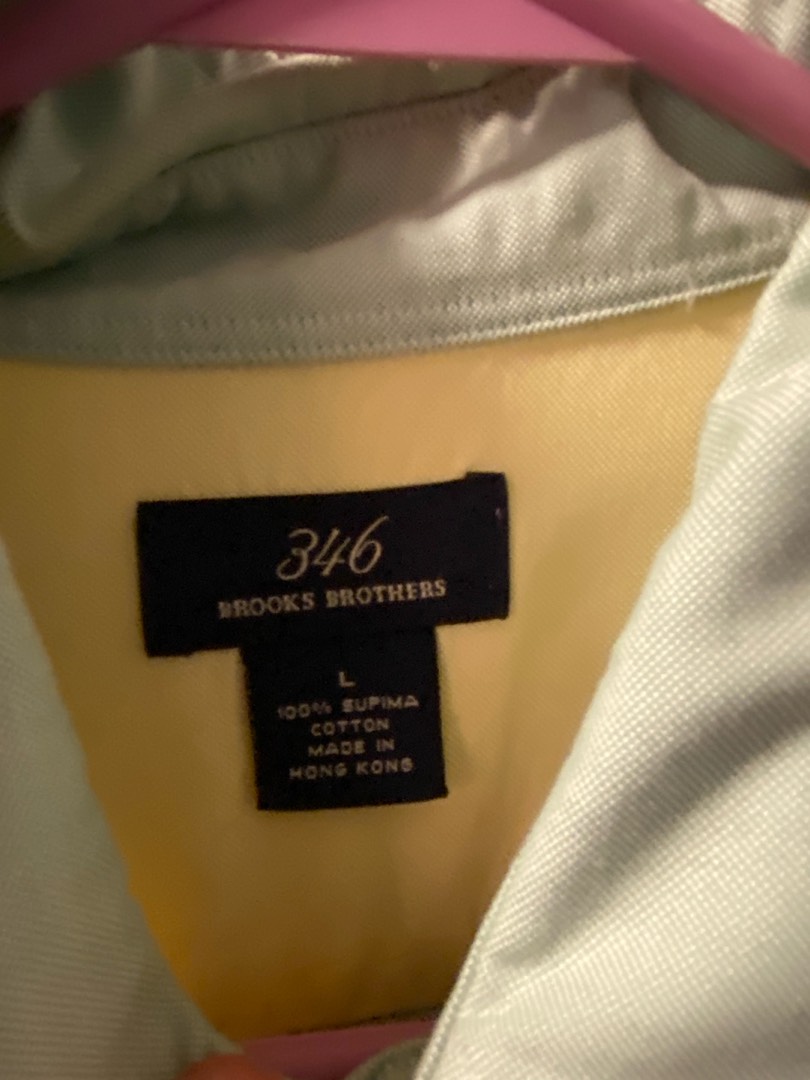 346
BROOKS BROTHERS
L
100% SUPIMA
COTTON
MADE IN
HONG KONG